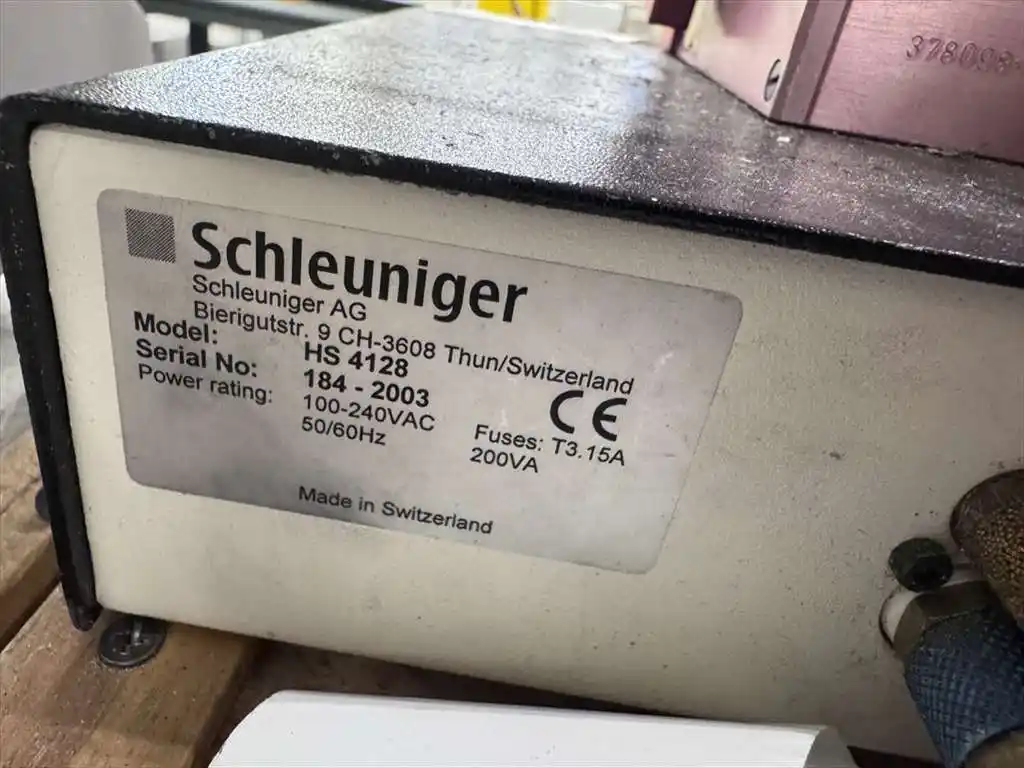 378098
Schleuniger
Schleuniger AG
Bierigutstr. 9 CH-3608 Thun/Switzerland
Model: HS 4128
Serial No: 184 - 2003
Power rating: 100-240VAC Fuses: T3.15A
50/60Hz 200VA
CE
Made in Switzerland